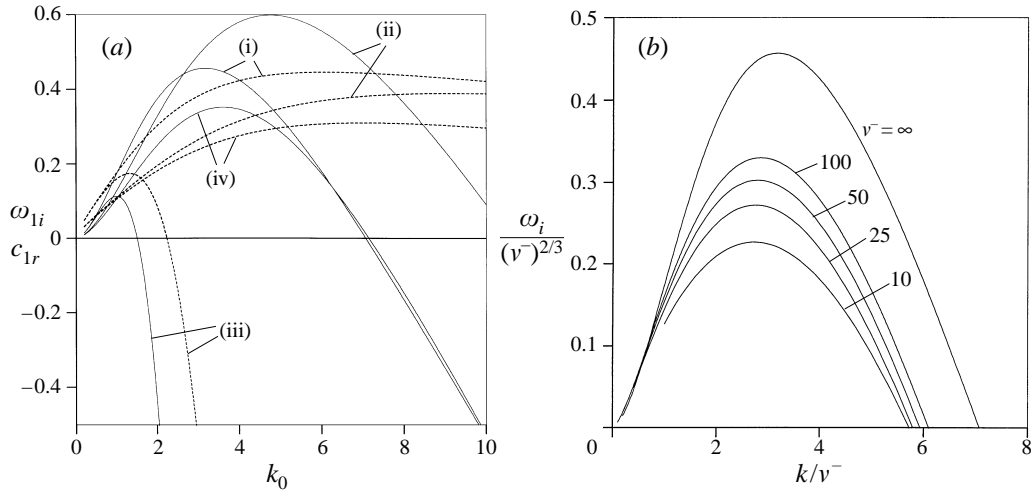 (a)
0.6
0.4
0.2
0
−0.2
−0.4
ω1i
c1r
(i)
(ii)
(iii)
(iv)
0 2 4 6 8 10
k0
(b)
0.5
0.4
0.3
0.2
0.1
ωi
(v−)2/3
v− = ∞
100
50
25
10
0 2 4 6 8
k/v−